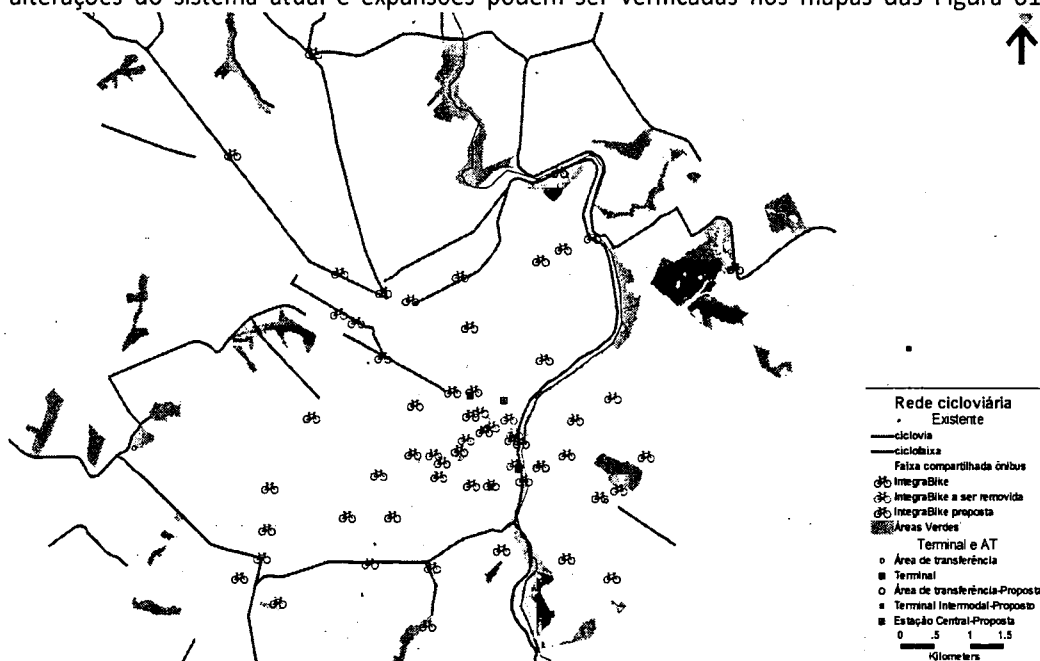 alterações do sistema atual e expansões podem ser verificadas nos mapas das Figura 61
Rede cicloviária
Existente
ciclovia
ciclofaixa
Faixa compartilhada ônibus
IntegraBike
IntegraBike a ser removida
IntegraBike proposta
Áreas Verdes
Terminal e AT
Área de transferência
Terminal
Área de transferência-Proposta
Terminal Intermodal-Proposto
Estação Central-Proposta
0 .5 1 1.5
Kilometers